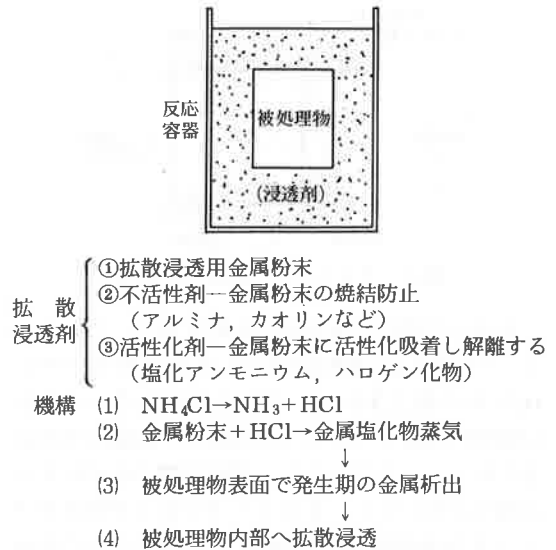 反応
容器
被処理物
(浸透剤)
拡散
浸透剤
①拡散浸透用金属粉末
②不活性剤―金属粉末の焼結防止
(アルミナ,カオリンなど)
③活性化剤―金属粉末に活性化吸着し解離する
(塩化アンモニウム,ハロゲン化物)
機構 (1) NH₄Cl→NH₃+HCl
(2) 金属粉末+HCl→金属塩化物蒸気
↓
(3) 被処理物表面で発生期の金属析出
↓
(4) 被処理物内部へ拡散浸透